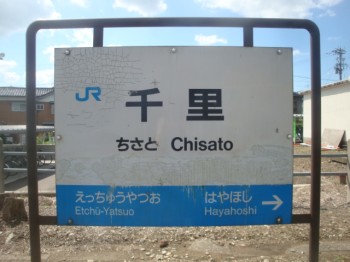 JR
千里
ちさと Chisato
えっちゅうやつお はやほし
Etchū-Yatsuo Hayahoshi